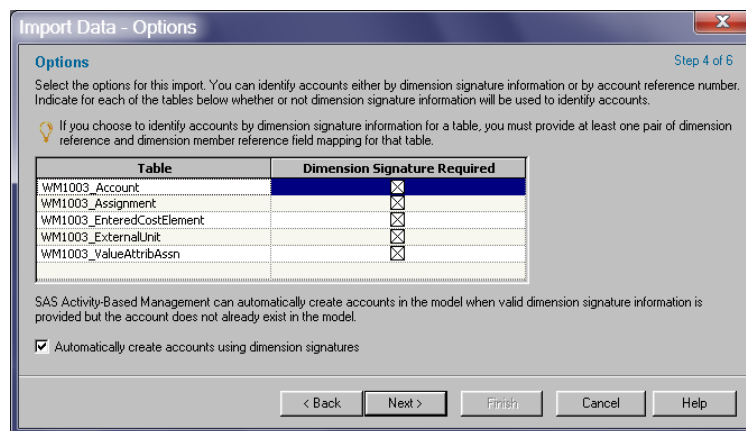 Import Data - Options
Options
Step 4 of 6
Select the options for this import. You can identify accounts either by dimension signature information or by account reference number.
Indicate for each of the tables below whether or not dimension signature information will be used to identify accounts.
If you choose to identify accounts by dimension signature information for a table, you must provide at least one pair of dimension
reference and dimension member reference field mapping for that table.
Table Dimension Signature Required
WM1003_Account
WM1003_Assignment
WM1003_EnteredCostElement
WM1003_ExternalUnit
WM1003_ValueAttribAssn
SAS Activity-Based Management can automatically create accounts in the model when valid dimension signature information is
provided but the account does not already exist in the model.
Automatically create accounts using dimension signatures
< Back Next > Finish Cancel Help